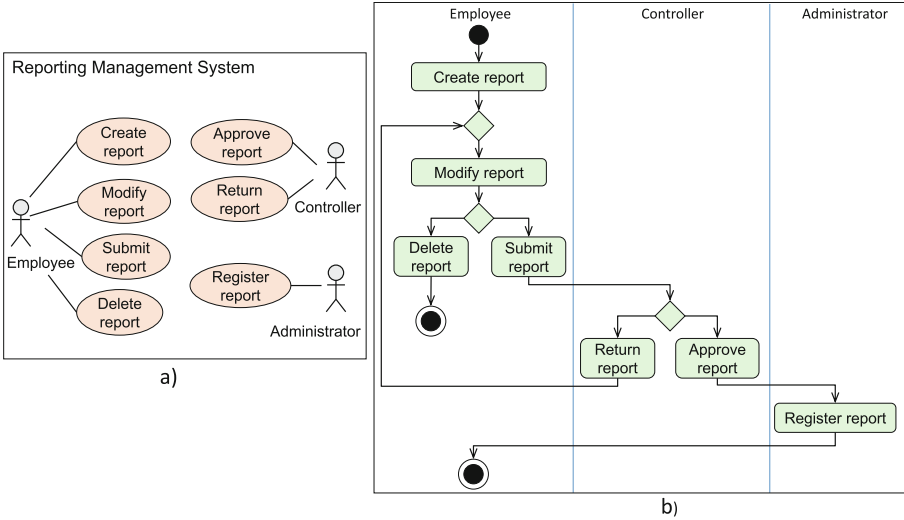 Reporting Management System
Create
report
Modify
report
Submit
report
Delete
report
Employee
Approve
report
Return
report
Controller
Register
report
Administrator
a)
Employee
Controller
Administrator
Create report
Modify report
Delete
report
Submit
report
Return
report
Approve
report
Register report
b)